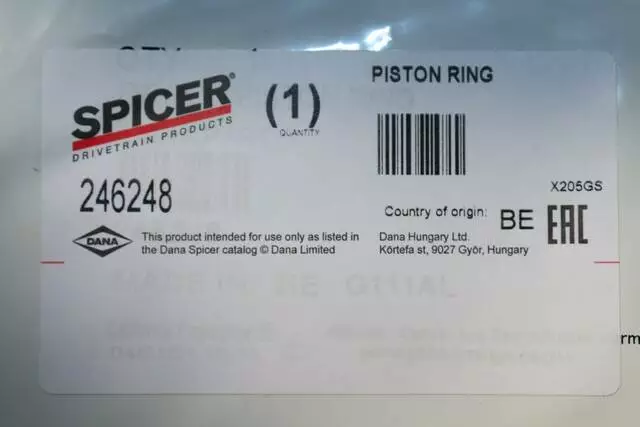 SPICER®
DRIVETRAIN PRODUCTS
(1)
QUANTITY
PISTON RING
246248
X205GS
Country of origin: BE
EAC
DANA
This product intended for use only as listed in
the Dana Spicer catalog © Dana Limited
Dana Hungary Ltd.
Körtefa st, 9027 Györ, Hungary